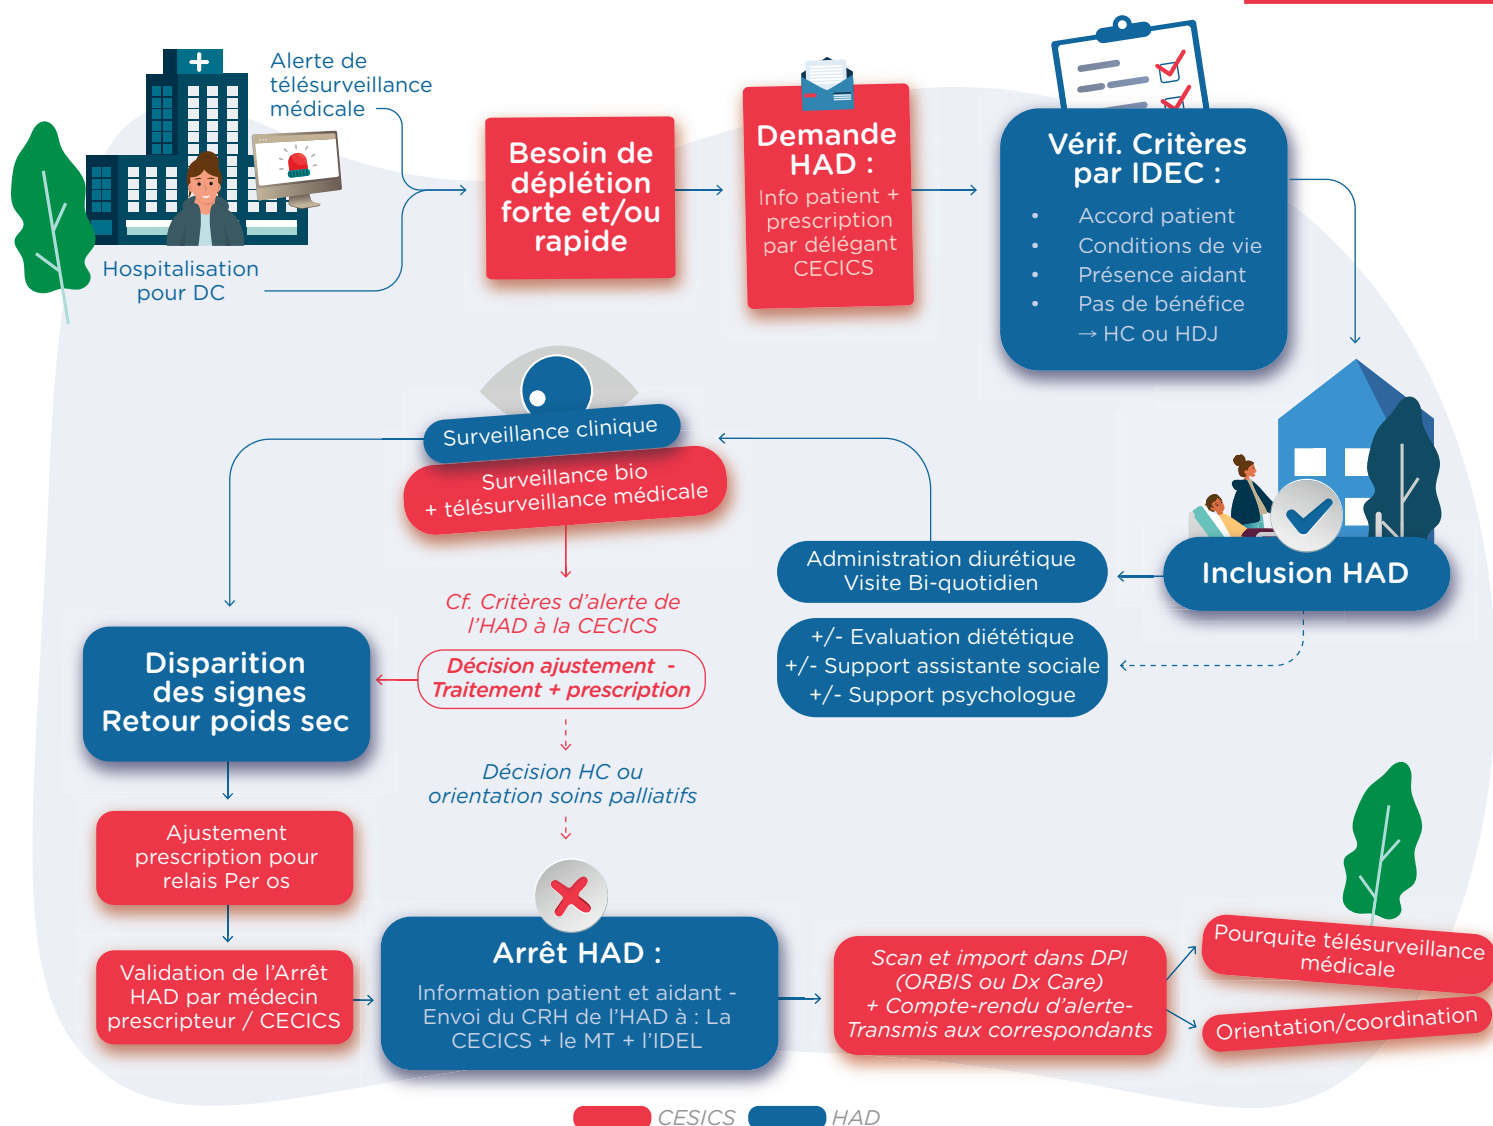 Alerte de
télésurveillance
médicale
Hospitalisation
pour DC
Besoin de
déplétion
forte et/ou
rapide
Demande
HAD :
Info patient +
prescription
par délégant
CECICS
Vérif. Critères
par IDEC :
• Accord patient
• Conditions de vie
• Présence aidant
• Pas de bénéfice
→ HC ou HDJ
Inclusion HAD
Administration diurétique
Visite Bi-quotidien
+/- Evaluation diététique
+/- Support assistante sociale
+/- Support psychologue
Surveillance clinique
Surveillance bio
+ télésurveillance médicale
Cf. Critères d’alerte de
l’HAD à la CECICS
Décision ajustement -
Traitement + prescription
Décision HC ou
orientation soins palliatifs
Disparition
des signes
Retour poids sec
Ajustement
prescription pour
relais Per os
Validation de l’Arrêt
HAD par médecin
prescripteur / CECICS
Arrêt HAD :
Information patient et aidant -
Envoi du CRH de l’HAD à : La
CECICS + le MT + l’IDEL
Scan et import dans DPI
(ORBIS ou Dx Care)
+ Compte-rendu d’alerte-
Transmis aux correspondants
Pourquite télésurveillance
médicale
Orientation/coordination
CESICS
HAD